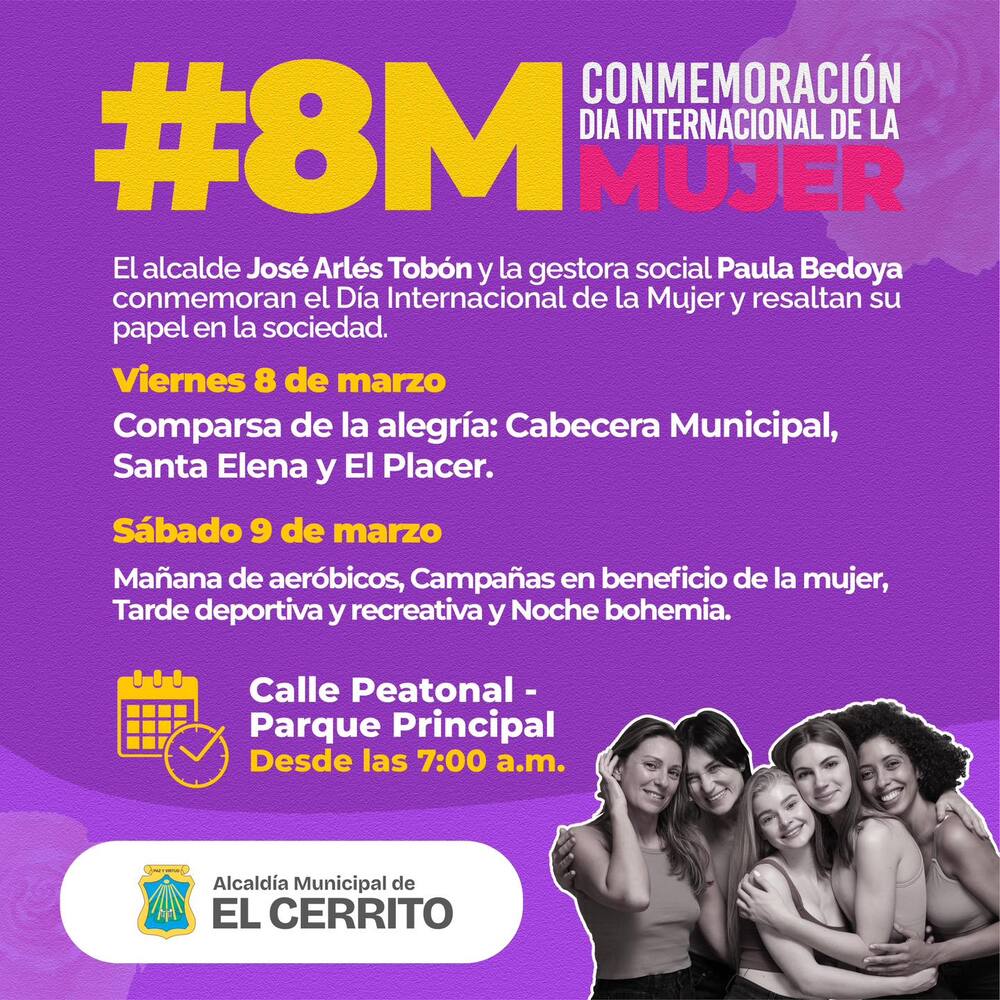 #8M
CONMEMORACIÓN
DIA INTERNACIONAL DE LA
MUJER
El alcalde José Arlés Tobón y la gestora social Paula Bedoya
conmemoran el Día Internacional de la Mujer y resaltan su
papel en la sociedad.
Viernes 8 de marzo
Comparsa de la alegría: Cabecera Municipal,
Santa Elena y El Placer.
Sábado 9 de marzo
Mañana de aeróbicos, Campañas en beneficio de la mujer,
Tarde deportiva y recreativa y Noche bohemia.
Calle Peatonal -
Parque Principal
Desde las 7:00 a.m.
PAZ Y VIRTUD
Alcaldía Municipal de
EL CERRITO